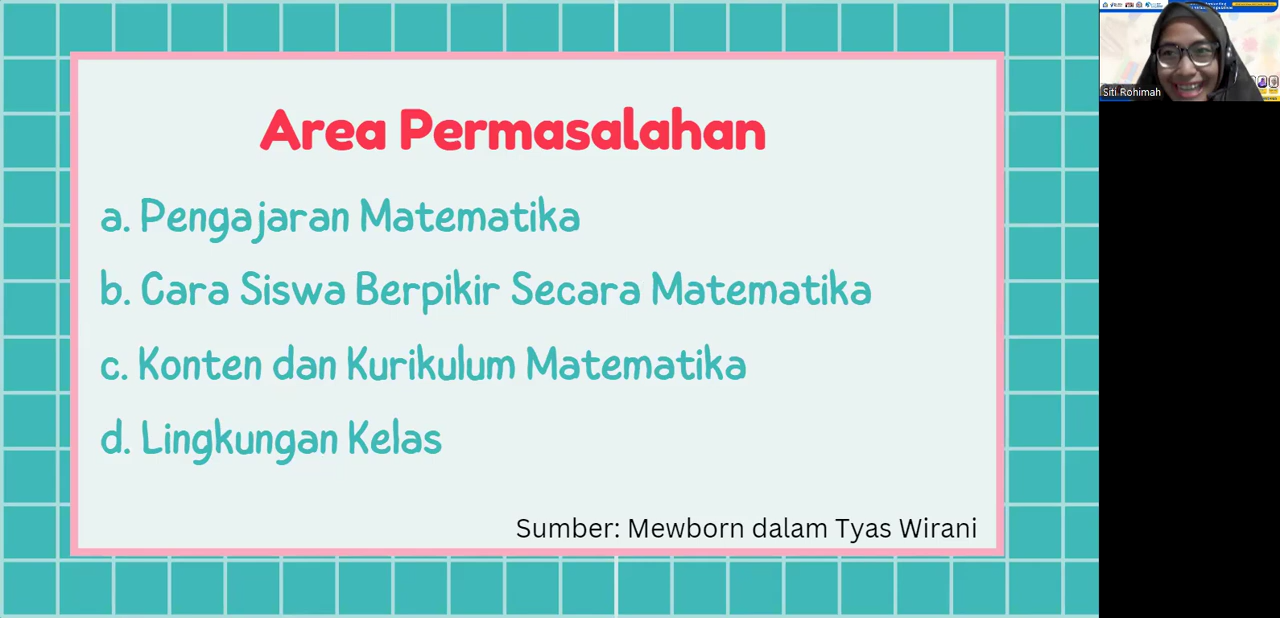 Area Permasalahan
a. Pengajaran Matematika
b. Cara Siswa Berpikir Secara Matematika
c. Konten dan Kurikulum Matematika
d. Lingkungan Kelas
Sumber: Mewborn dalam Tyas Wirani
Siti Rohimah